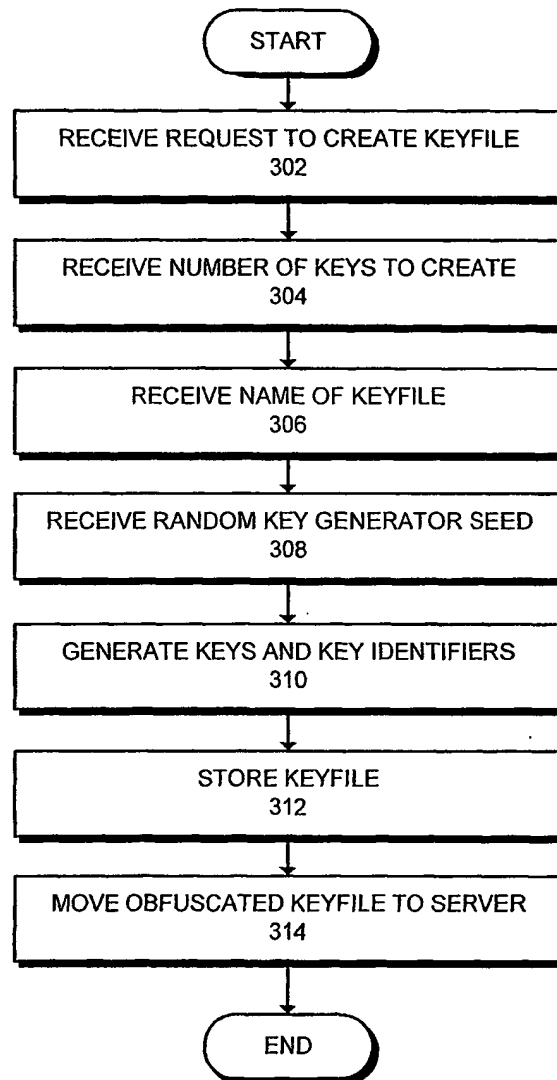 START
RECEIVE REQUEST TO CREATE KEYFILE
302
RECEIVE NUMBER OF KEYS TO CREATE
304
RECEIVE NAME OF KEYFILE
306
RECEIVE RANDOM KEY GENERATOR SEED
308
GENERATE KEYS AND KEY IDENTIFIERS
310
STORE KEYFILE
312
MOVE OBFUSCATED KEYFILE TO SERVER
314
END